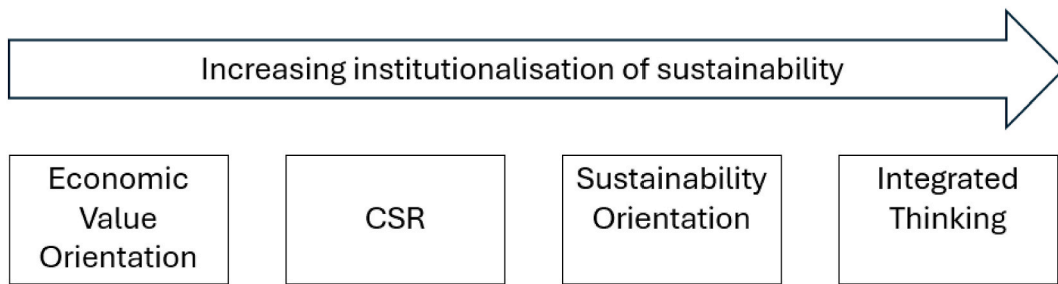 Increasing institutionalisation of sustainability
Economic
Value
Orientation
CSR
Sustainability
Orientation
Integrated
Thinking